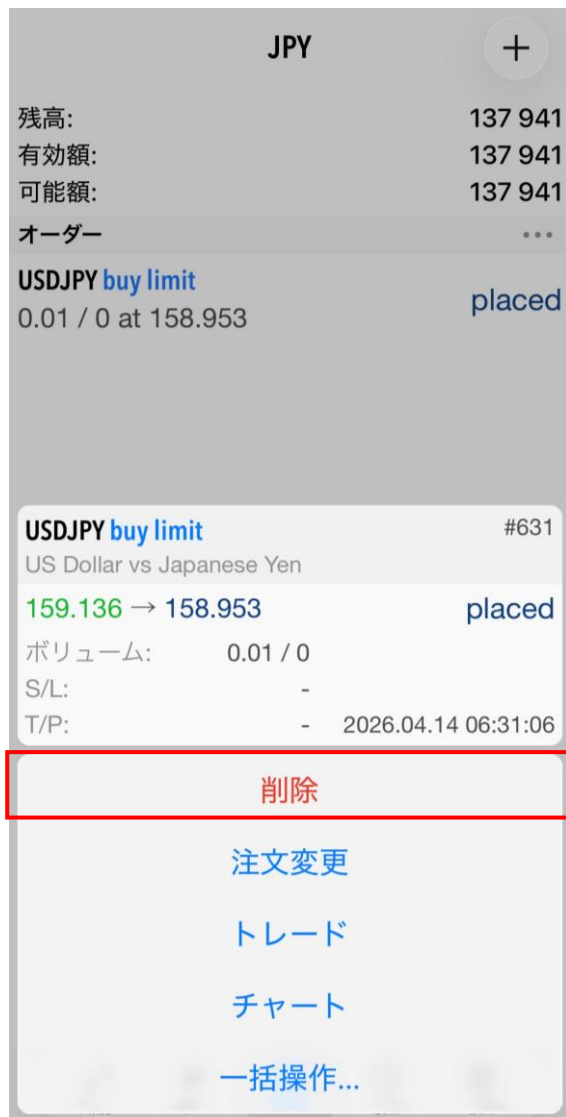 JPY
残高: 137 941
有効額: 137 941
可能額: 137 941
オーダー ...
USDJPY buy limit
0.01 / 0 at 158.953 placed
USDJPY buy limit #631
US Dollar vs Japanese Yen
159.136 → 158.953 placed
ボリューム: 0.01 / 0
S/L: -
T/P: - 2026.04.14 06:31:06
削除
注文変更
トレード
チャート
一括操作...